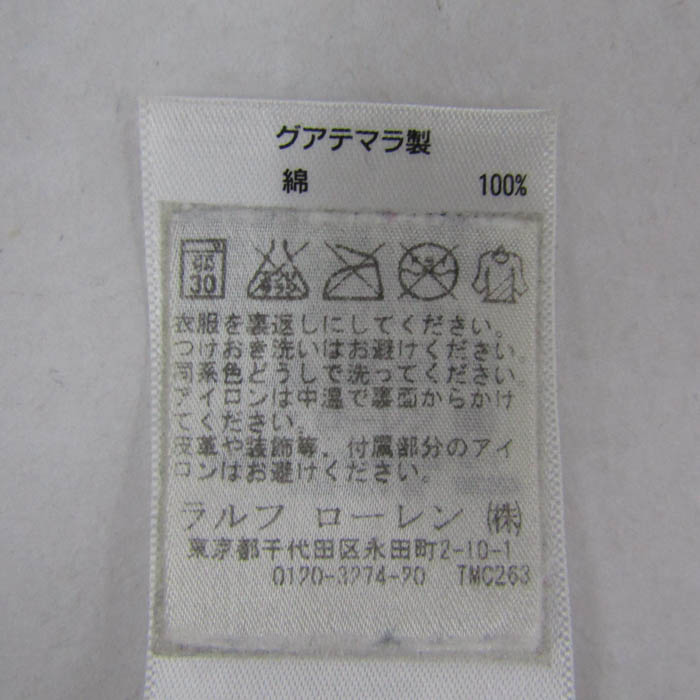 グアテマラ製
綿 100%
30
衣服を裏返しにしてください。
つけおき洗いはお避けください。
同系色どうしで洗ってください。
アイロンは中温で裏面からかけ
てください。
皮革や装飾等、付属部分のアイ
ロンはお避けください。
ラルフ ローレン ㈱
東京都千代田区永田町2-10-1
0120-3274-20 TMC263